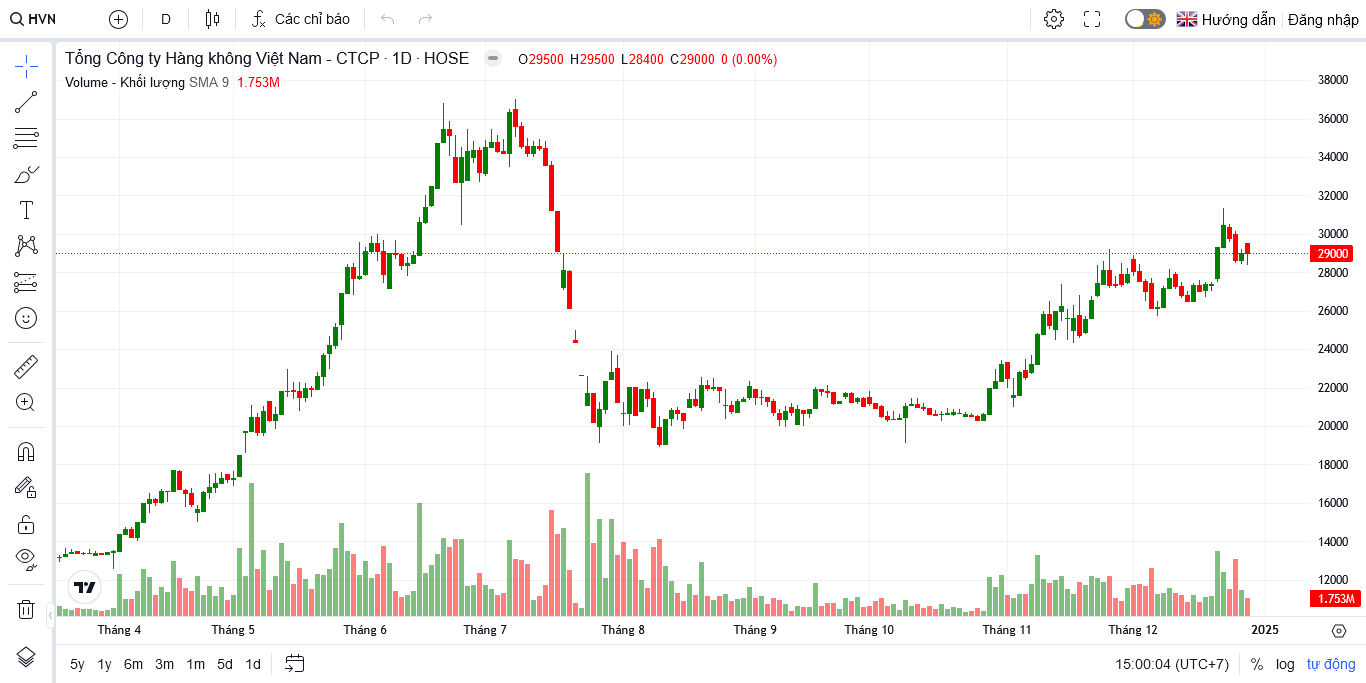 HVN D Các chỉ báo Hướng dẫn Đăng nhập
Tổng Công ty Hàng không Việt Nam - CTCP · 1D · HOSE O29500 H29500 L28400 C29000 0 (0.00%)
Volume - Khối lượng SMA 9 1.753M
38000
36000
34000
32000
30000
29000
28000
26000
24000
22000
20000
18000
16000
14000
12000
1.753M
Tháng 4 Tháng 5 Tháng 6 Tháng 7 Tháng 8 Tháng 9 Tháng 10 Tháng 11 Tháng 12 2025
5y 1y 6m 3m 1m 5d 1d 15:00:04 (UTC+7) % log tự động